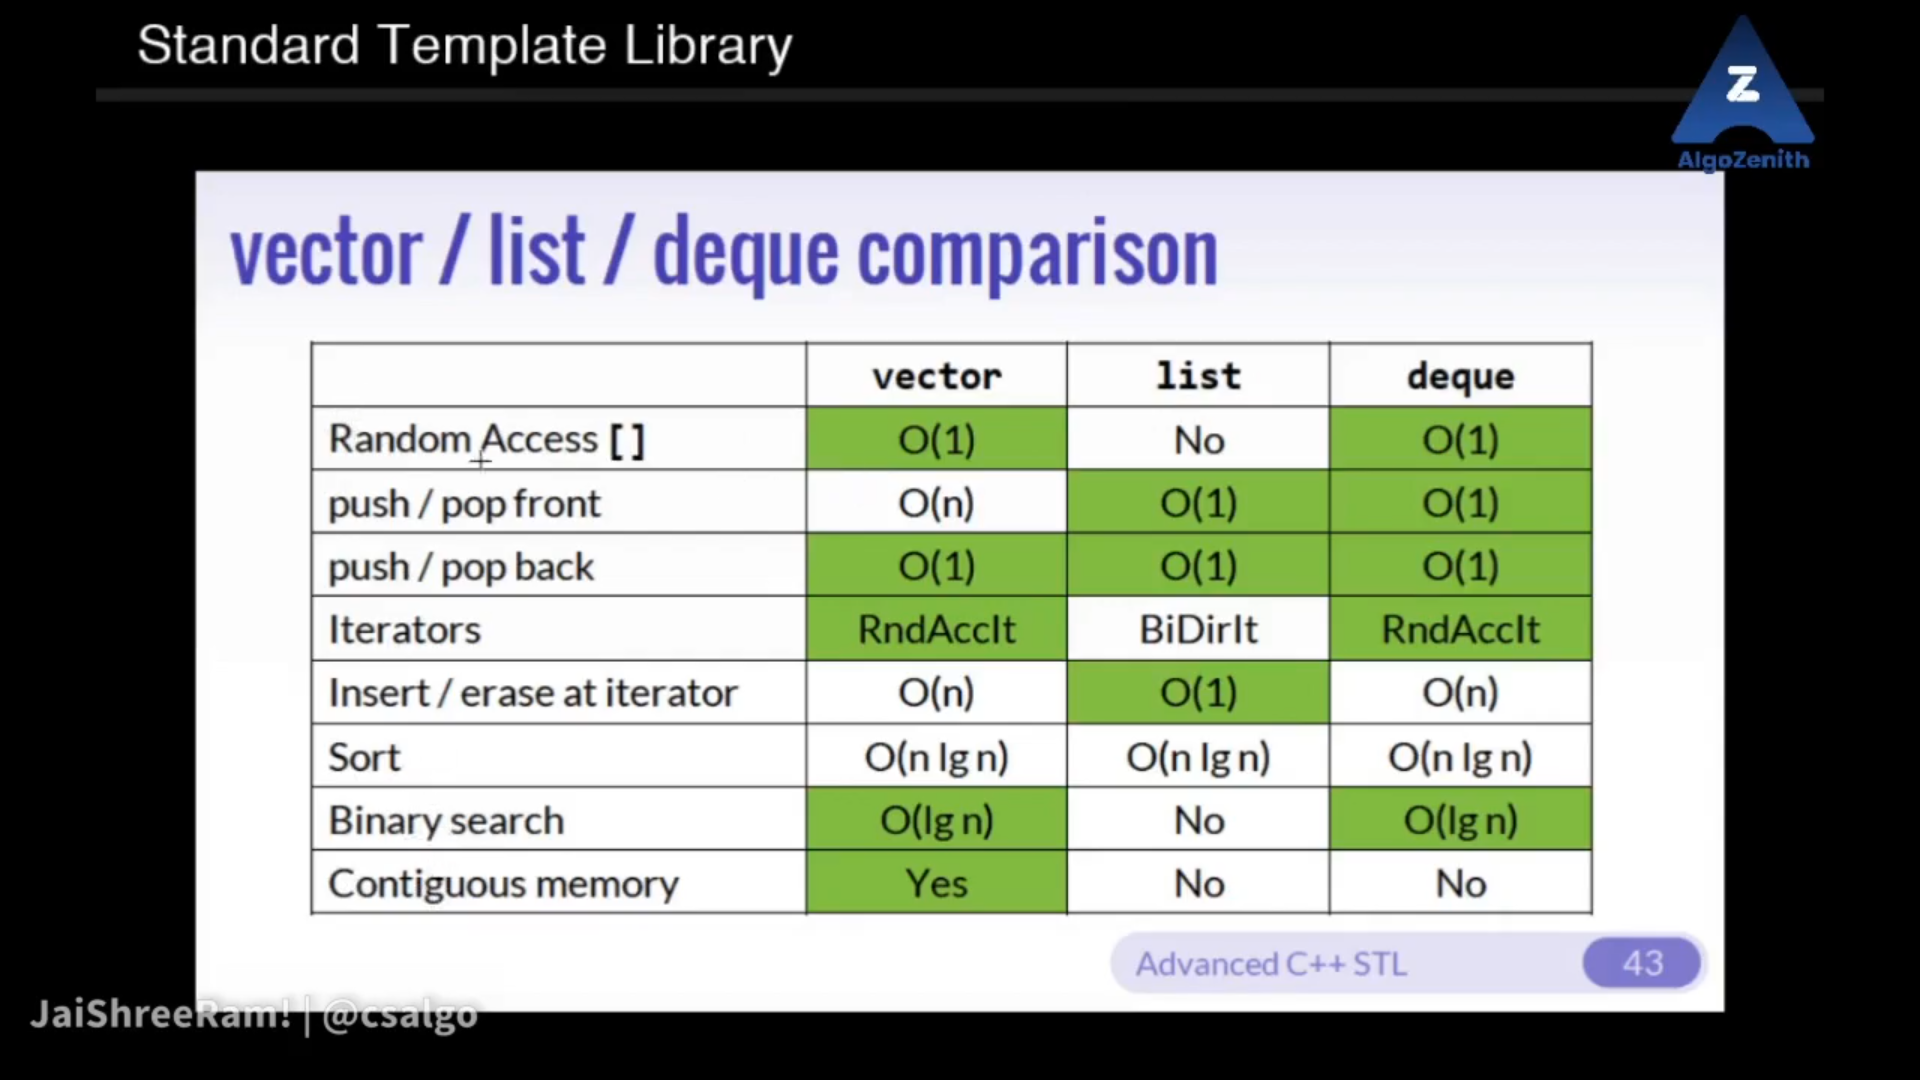 Standard Template Library
Z
AlgoZenith
vector / list / deque comparison
vector list deque
Random Access [] O(1) No O(1)
push / pop front O(n) O(1) O(1)
push / pop back O(1) O(1) O(1)
Iterators RndAccIt BiDirIt RndAccIt
Insert / erase at iterator O(n) O(1) O(n)
Sort O(n lg n) O(n lg n) O(n lg n)
Binary search O(lg n) No O(lg n)
Contiguous memory Yes No No
Advanced C++ STL 43
JaiShreeRam! | @csalgo